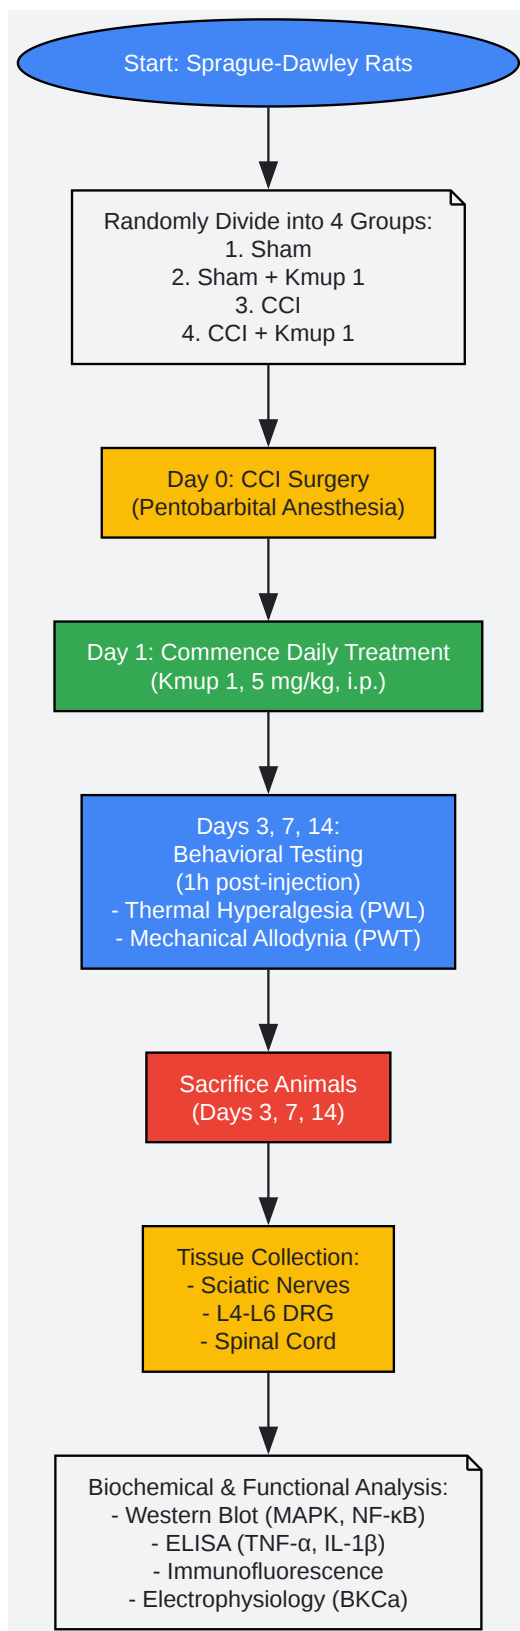 Start: Sprague-Dawley Rats
Randomly Divide into 4 Groups:
1. Sham
2. Sham + Kmup 1
3. CCI
4. CCI + Kmup 1
Day 0: CCI Surgery
(Pentobarbital Anesthesia)
Day 1: Commence Daily Treatment
(Kmup 1, 5 mg/kg, i.p.)
Days 3, 7, 14:
Behavioral Testing
(1h post-injection)
- Thermal Hyperalgesia (PWL)
- Mechanical Allodynia (PWT)
Sacrifice Animals
(Days 3, 7, 14)
Tissue Collection:
- Sciatic Nerves
- L4-L6 DRG
- Spinal Cord
Biochemical & Functional Analysis:
- Western Blot (MAPK, NF-κB)
- ELISA (TNF-α, IL-1β)
- Immunofluorescence
- Electrophysiology (BKCa)